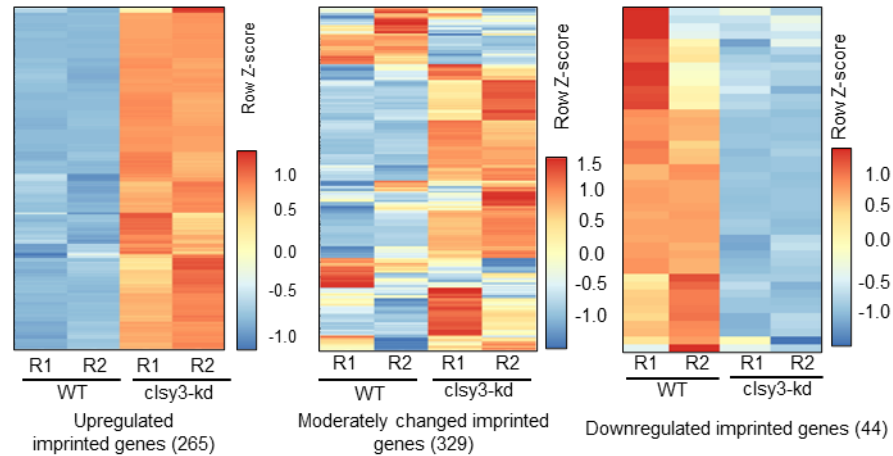 Row Z-score
1.0
0.5
0.0
-0.5
-1.0
R1 R2 R1 R2
WT clsy3-kd
Upregulated
imprinted genes (265)
Row Z-score
1.5
1.0
0.5
0.0
-0.5
-1.0
R1 R2 R1 R2
WT clsy3-kd
Moderately changed imprinted
genes (329)
Row Z-score
1.0
0.5
0.0
-0.5
-1.0
R1 R2 R1 R2
WT clsy3-kd
Downregulated imprinted genes (44)